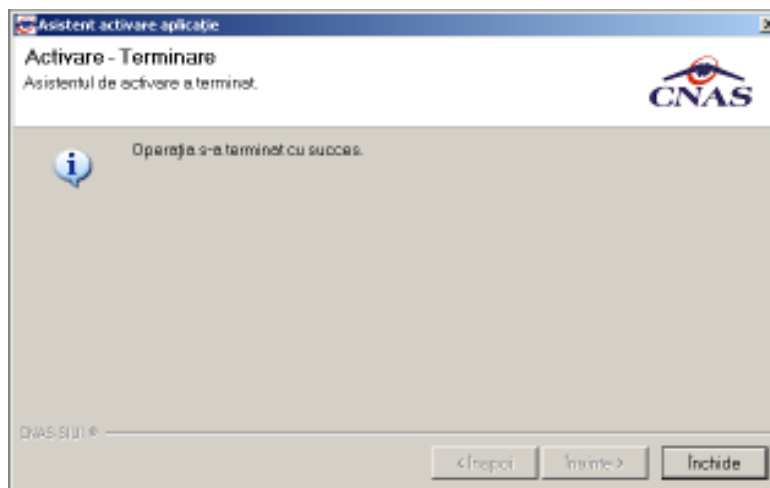 Asistent activare aplicație
Activare - Terminare
Asistentul de activare a terminat.
CNAS
Operația s-a terminat cu succes.
CNAS-SIUI ®
< Înapoi
Înainte >
Închide